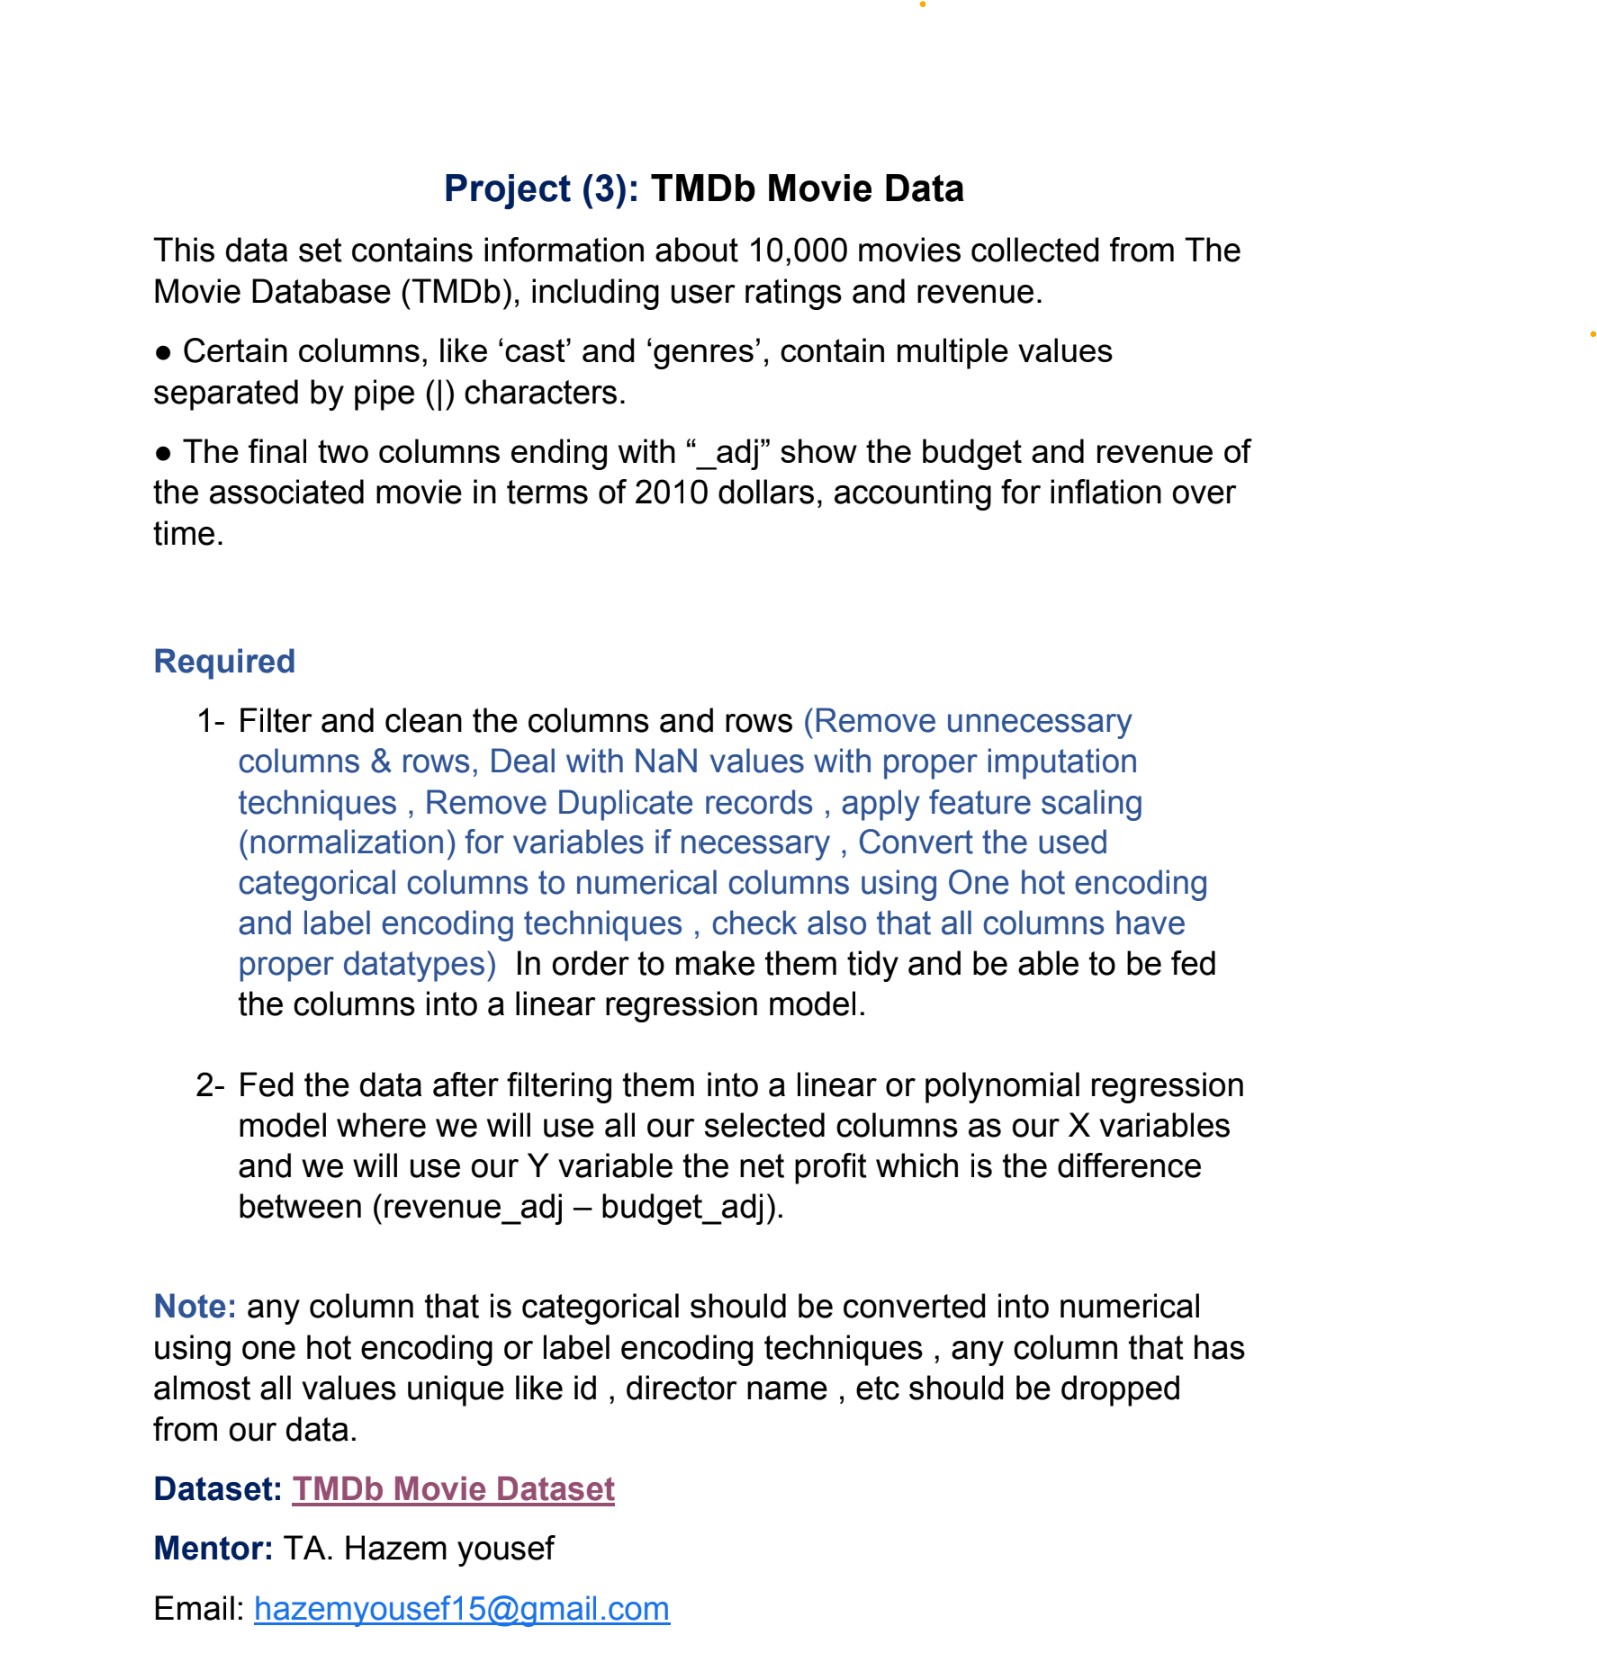 Project (3): TMDb Movie Data
This data set contains information about 10,000 movies collected from The
Movie Database (TMDb), including user ratings and revenue.
● Certain columns, like ‘cast’ and ‘genres’, contain multiple values
separated by pipe (|) characters.
● The final two columns ending with “_adj” show the budget and revenue of
the associated movie in terms of 2010 dollars, accounting for inflation over
time.
Required
1- Filter and clean the columns and rows (Remove unnecessary
columns & rows, Deal with NaN values with proper imputation
techniques , Remove Duplicate records , apply feature scaling
(normalization) for variables if necessary , Convert the used
categorical columns to numerical columns using One hot encoding
and label encoding techniques , check also that all columns have
proper datatypes) In order to make them tidy and be able to be fed
the columns into a linear regression model.
2- Fed the data after filtering them into a linear or polynomial regression
model where we will use all our selected columns as our X variables
and we will use our Y variable the net profit which is the difference
between (revenue_adj – budget_adj).
Note: any column that is categorical should be converted into numerical
using one hot encoding or label encoding techniques , any column that has
almost all values unique like id , director name , etc should be dropped
from our data.
Dataset: TMDb Movie Dataset
Mentor: TA. Hazem yousef
Email: hazemyousef15@gmail.com